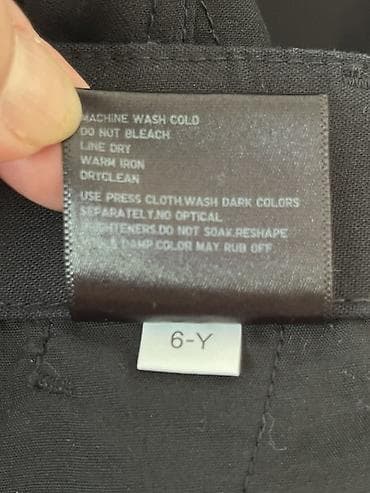 MACHINE WASH COLD
DO NOT BLEACH
LINE DRY
WARM IRON
DRYCLEAN
USE PRESS CLOTH.WASH DARK COLORS
SEPARATELY.NO OPTICAL
BRIGHTENERS.DO NOT SOAK.RESHAPE
DAMP.COLOR MAY RUB OFF
6-Y